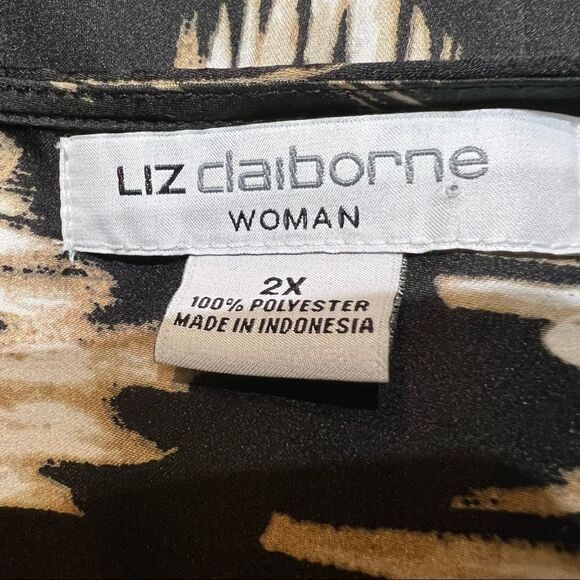 LIZ claiborne
WOMAN
2X
100% POLYESTER
MADE IN INDONESIA